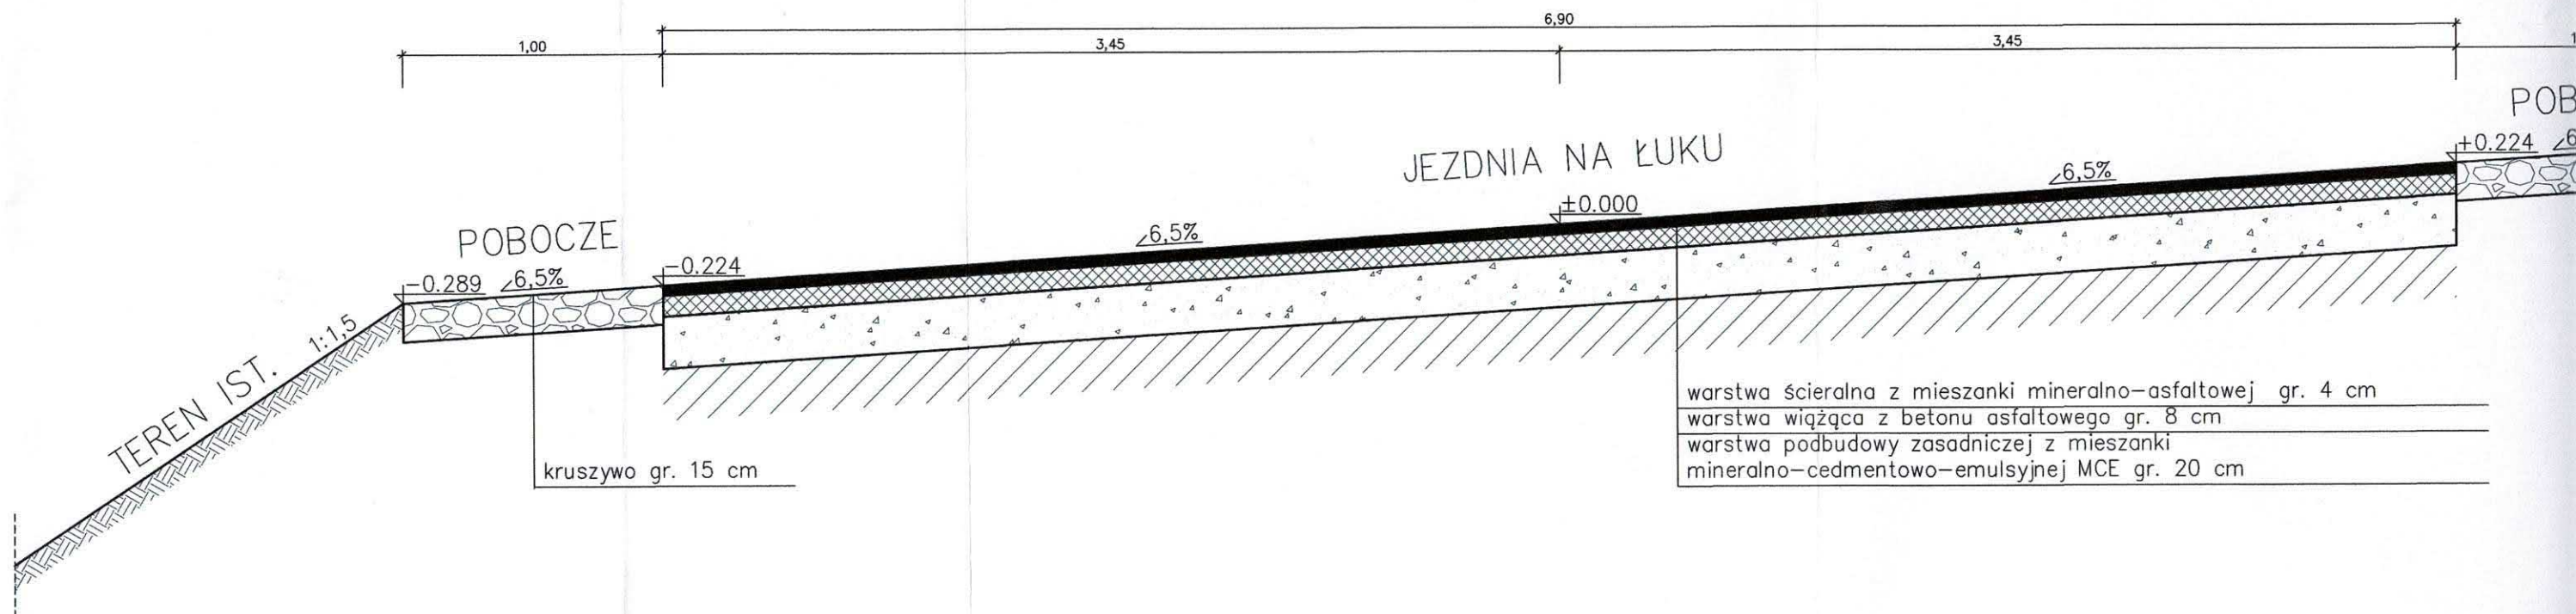 6,90
1,00
3,45
3,45
POB
+0.224
JEZDNIA NA ŁUKU
∠6,5%
±0.000
∠6,5%
POBOCZE
-0.224
-0.289 ∠6,5%
1:1,5
TEREN IST.
kruszywo gr. 15 cm
warstwa ścieralna z mieszanki mineralno-asfaltowej gr. 4 cm
warstwa wiążąca z betonu asfaltowego gr. 8 cm
warstwa podbudowy zasadniczej z mieszanki
mineralno-cedmentowo-emulsyjnej MCE gr. 20 cm